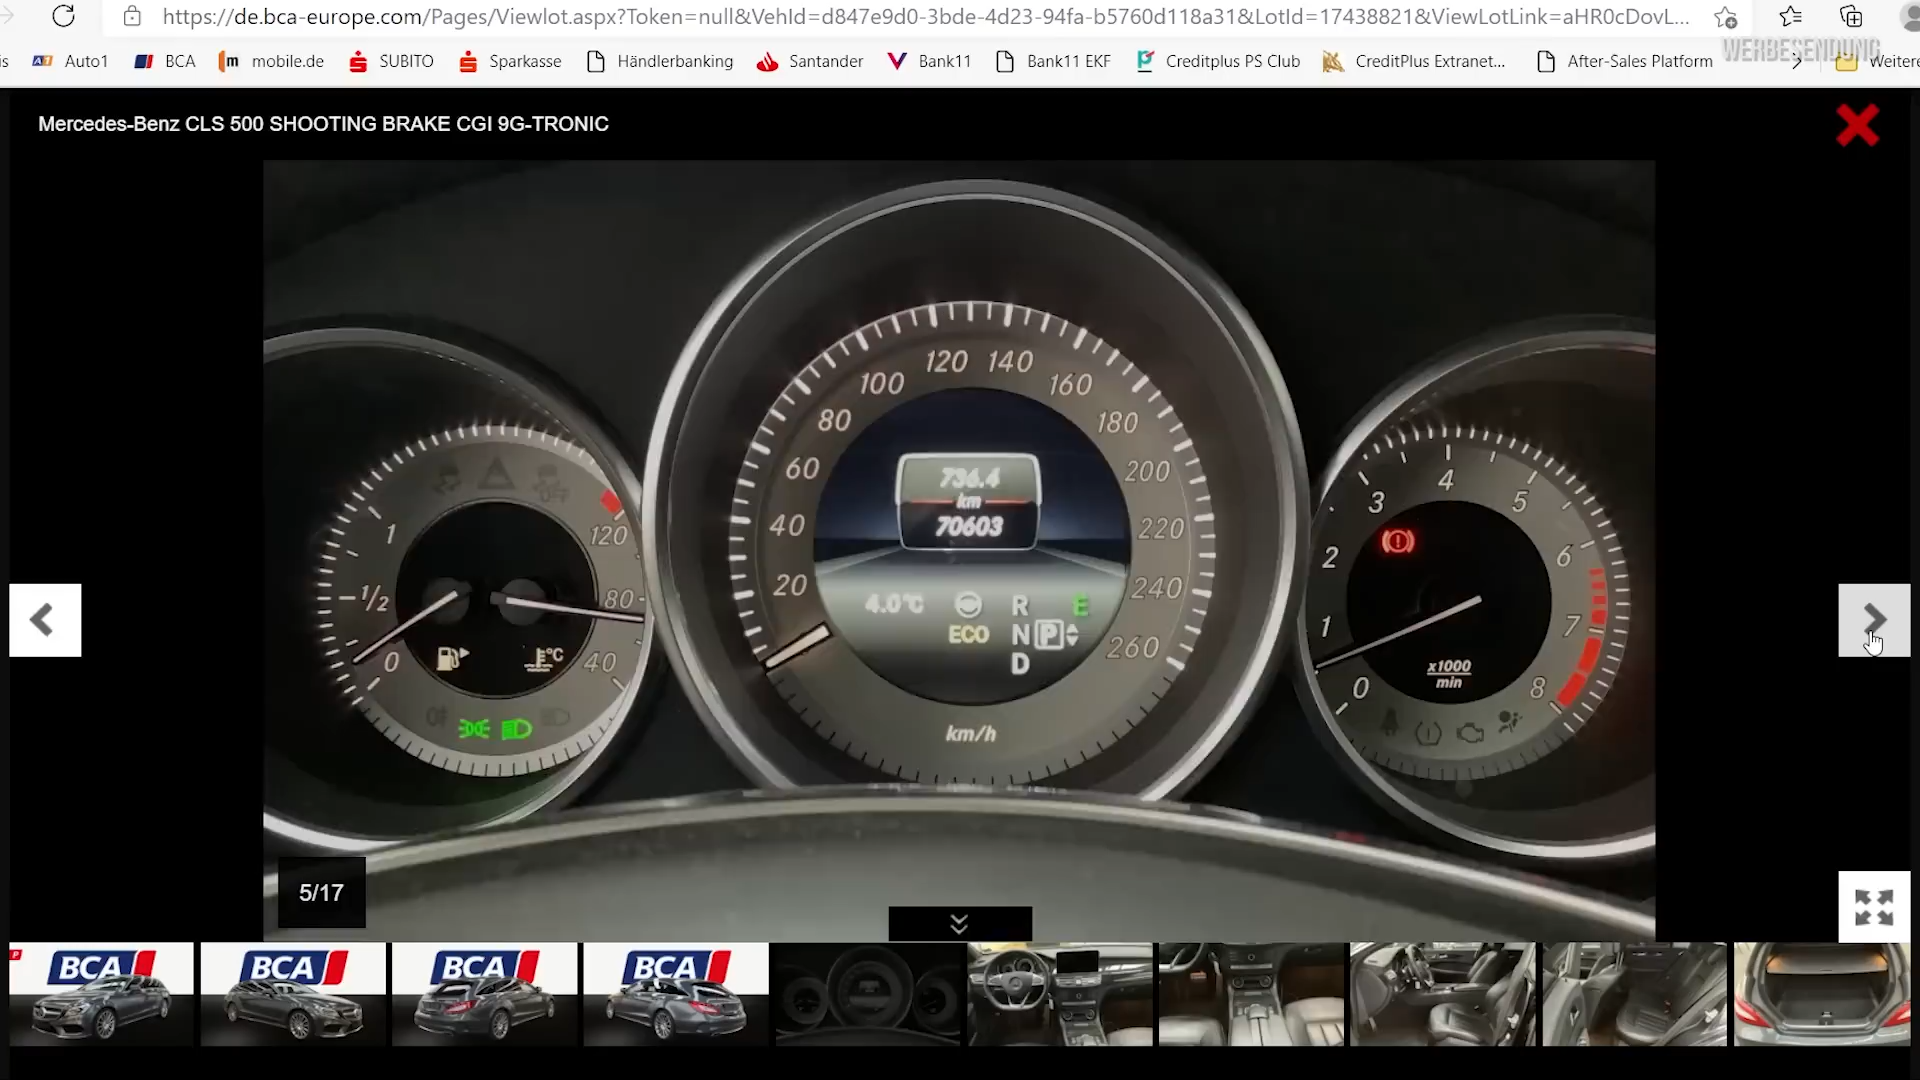 https://de.bca-europe.com/Pages/Viewlot.aspx?Token=null&VehId=d847e9d0-3bde-4d23-94fa-b5760d118a31&LotId=17438821&ViewLotLink=aHR0cDovL...
WERBESENDUNG
is Auto1 BCA mobile.de SUBITO Sparkasse Händlerbanking Santander Bank11 Bank11 EKF Creditplus PS Club CreditPlus Extranet... After-Sales Platform Weitere
Mercedes-Benz CLS 500 SHOOTING BRAKE CGI 9G-TRONIC
1
1/2
0
120
80
40
°C
OFF
20
40
60
80
100
120
140
160
180
200
220
240
260
736.4
km
70603
4.0°C
ECO
R
N P
D
E
km/h
0
1
2
3
4
5
6
7
8
x1000
min
5/17
BCA
BCA
BCA
BCA